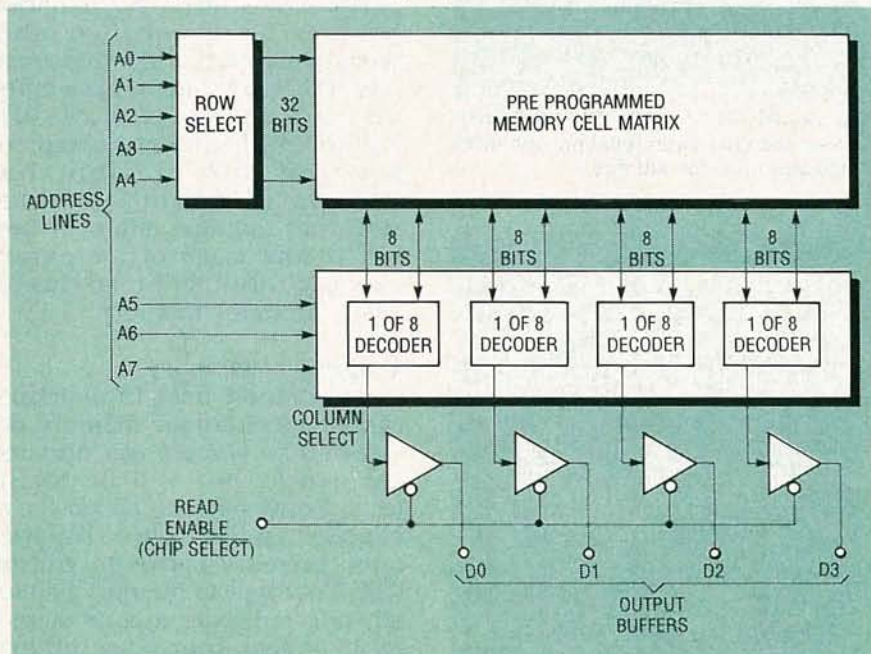 A0
A1
A2
A3
A4
ADDRESS
LINES
A5
A6
A7
ROW
SELECT
32
BITS
PRE PROGRAMMED
MEMORY CELL MATRIX
8
BITS
8
BITS
8
BITS
8
BITS
1 OF 8
DECODER
1 OF 8
DECODER
1 OF 8
DECODER
1 OF 8
DECODER
COLUMN
SELECT
READ
ENABLE
(CHIP SELECT)
D0
D1
D2
D3
OUTPUT
BUFFERS